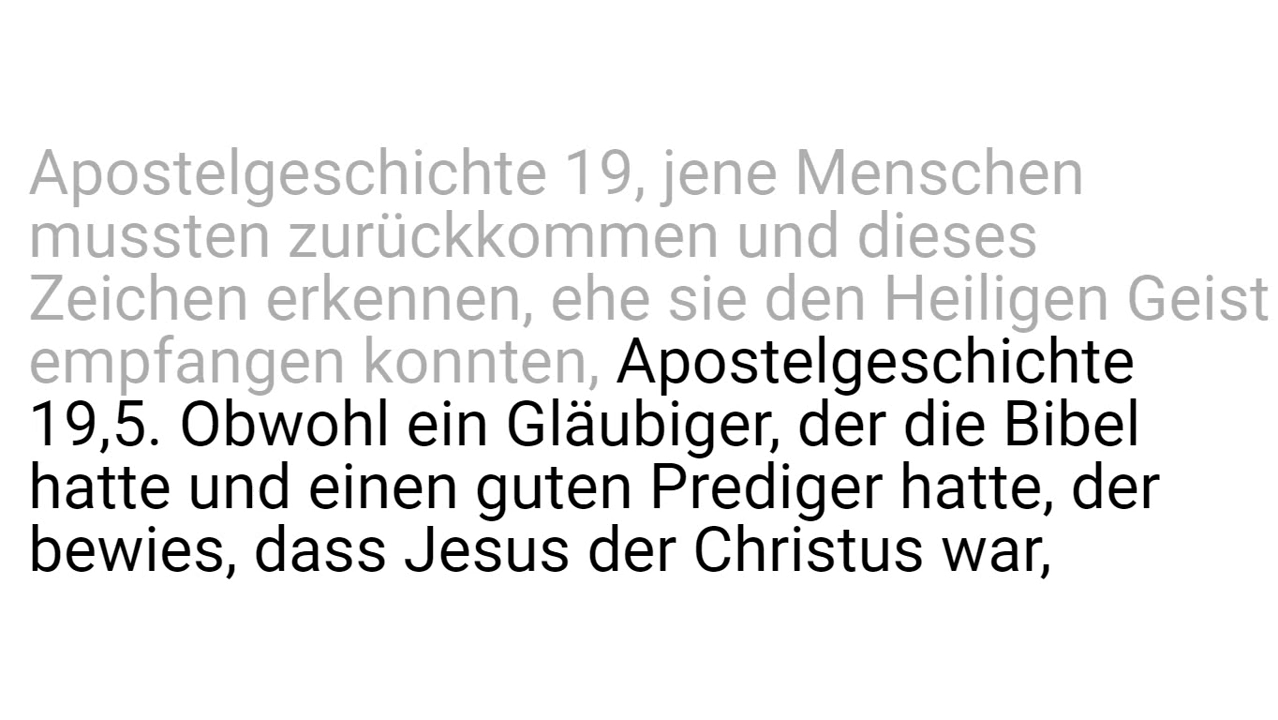 Apostelgeschichte 19, jene Menschen
mussten zurückkommen und dieses
Zeichen erkennen, ehe sie den Heiligen Geist
empfangen konnten, Apostelgeschichte
19,5. Obwohl ein Gläubiger, der die Bibel
hatte und einen guten Prediger hatte, der
bewies, dass Jesus der Christus war,